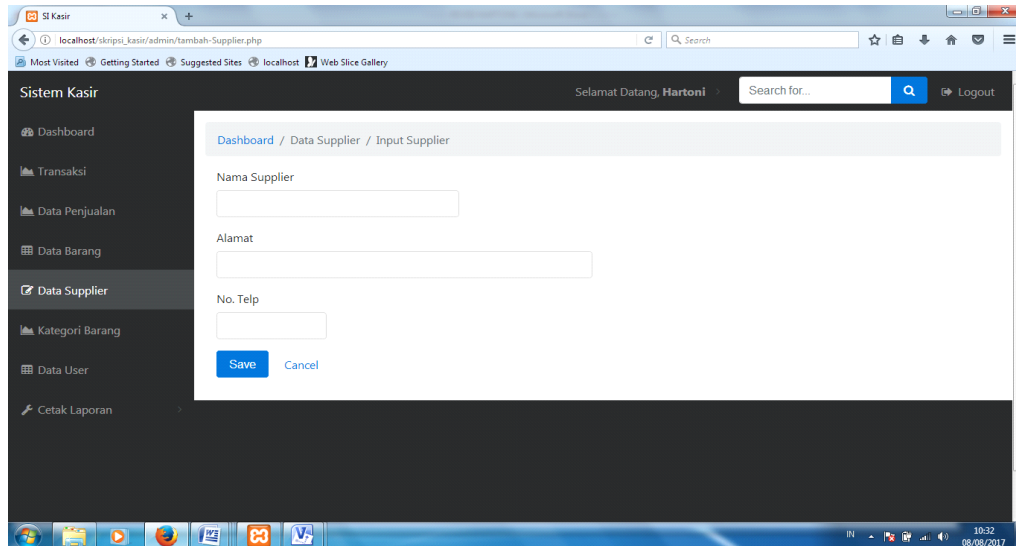 SI Kasir
localhost/skripsi_kasir/admin/tambah-Supplier.php
Search
Most Visited Getting Started Suggested Sites localhost Web Slice Gallery
Sistem Kasir
Selamat Datang, Hartoni
Search for...
Logout
Dashboard
Transaksi
Data Penjualan
Data Barang
Data Supplier
Kategori Barang
Data User
Cetak Laporan
Dashboard / Data Supplier / Input Supplier
Nama Supplier
Alamat
No. Telp
Save Cancel
IN
10:32
08/08/2017